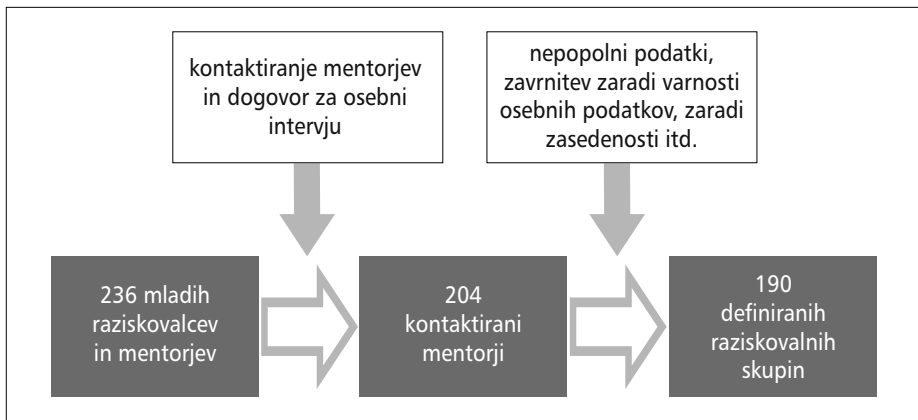 kontaktiranje mentorjev
in dogovor za osebni
intervju
nepopolni podatki,
zavrnitev zaradi varnosti
osebnih podatkov, zaradi
zasedenosti itd.
236 mladih
raziskovalcev
in mentorjev
204
kontaktirani
mentorji
190
definiranih
raziskovalnih
skupin